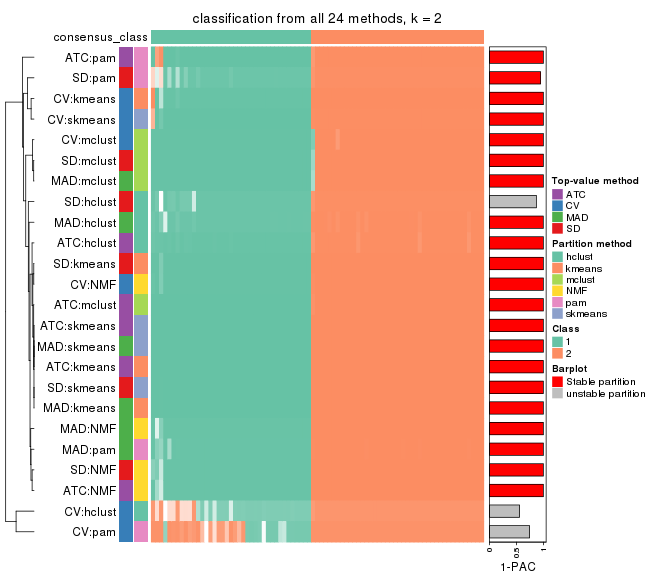 classification from all 24 methods, k = 2
consensus_class
ATC:pam
SD:pam
CV:kmeans
CV:skmeans
CV:mclust
SD:mclust
MAD:mclust
SD:hclust
MAD:hclust
ATC:hclust
SD:kmeans
CV:NMF
ATC:mclust
ATC:skmeans
MAD:skmeans
ATC:kmeans
SD:skmeans
MAD:kmeans
MAD:NMF
MAD:pam
SD:NMF
ATC:NMF
CV:hclust
CV:pam
0
0.5
1
1-PAC
Top-value method
ATC
CV
MAD
SD
Partition method
hclust
kmeans
mclust
NMF
pam
skmeans
Class
1
2
Barplot
Stable partition
unstable partition